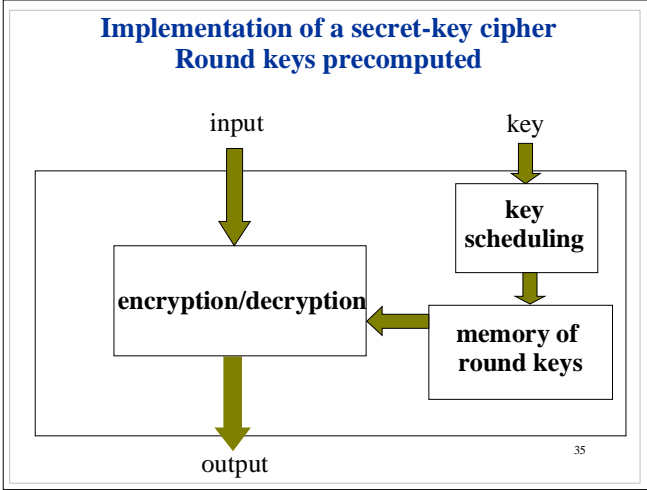 Implementation of a secret-key cipher
Round keys precomputed
input
key
key
scheduling
encryption/decryption
memory of
round keys
output
35